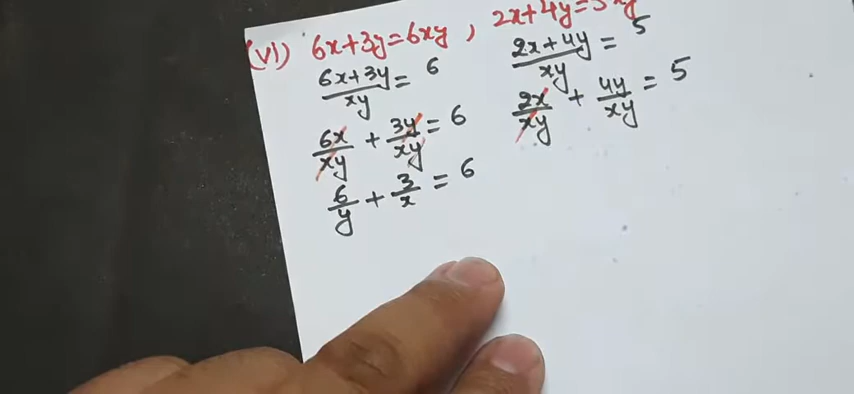 (vi) 6x+3y=6xy, 2x+4y=5xy
6x+3y/xy = 6
2x+4y/xy = 5
6x/xy + 3y/xy = 6
2x/xy + 4y/xy = 5
6/y + 3/x = 6